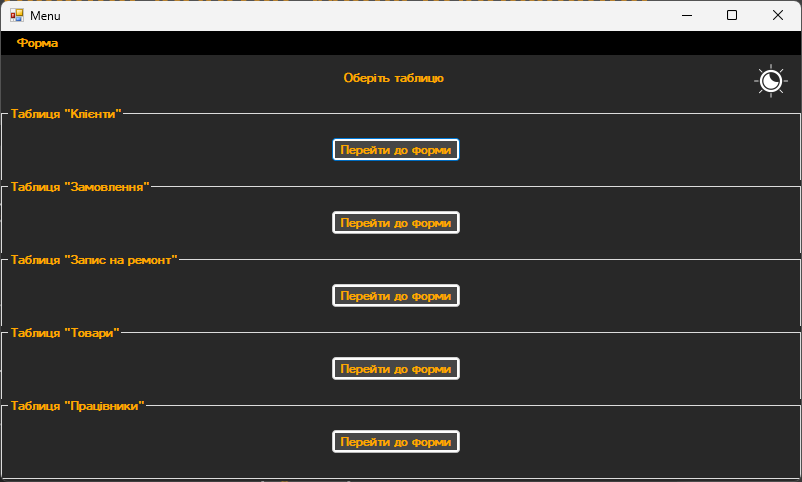 Menu
Форма
Оберіть таблицю
Таблиця "Клієнти"
Перейти до форми
Таблиця "Замовлення"
Перейти до форми
Таблиця "Запис на ремонт"
Перейти до форми
Таблиця "Товари"
Перейти до форми
Таблиця "Працівники"
Перейти до форми